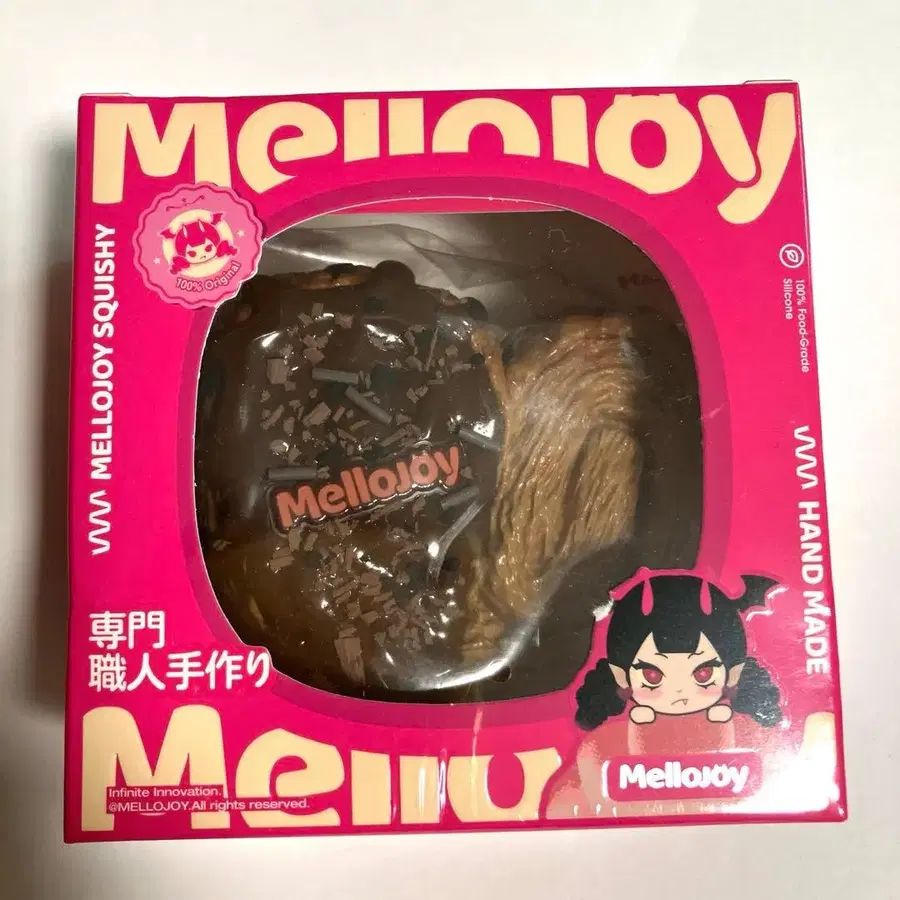 MelloJoy
100% Original
MELLOJOY SQUISHY
100% Food-Grade
Silicone
HAND MADE
MelloJoy
専門
職人手作り
MelloJoy
Infinite Innovation.
@MELLOJOY.All rights reserved.